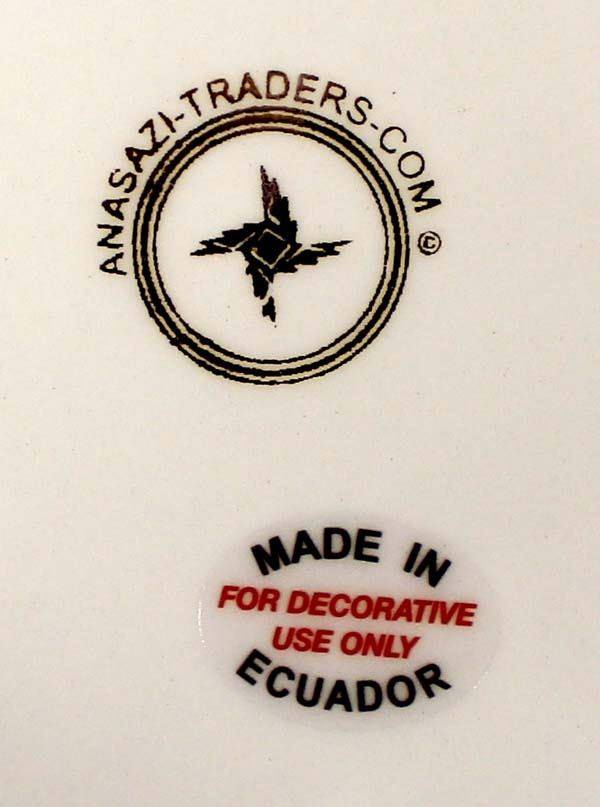 ANASAZI-TRADERS-COM ©
MADE IN
FOR DECORATIVE
USE ONLY
ECUADOR